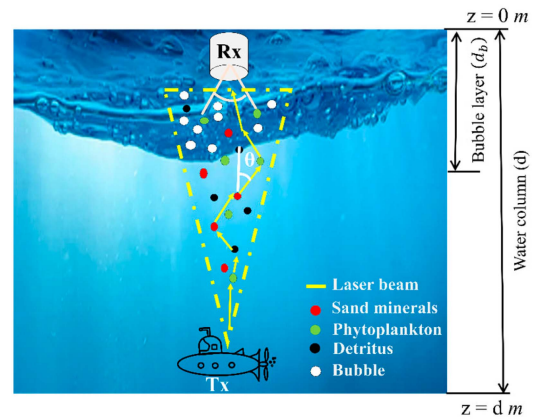 z = 0 m
Rx
Bubble layer (d_b)
Water column (d)
θ
Laser beam
Sand minerals
Phytoplankton
Detritus
Bubble
Tx
z = d m